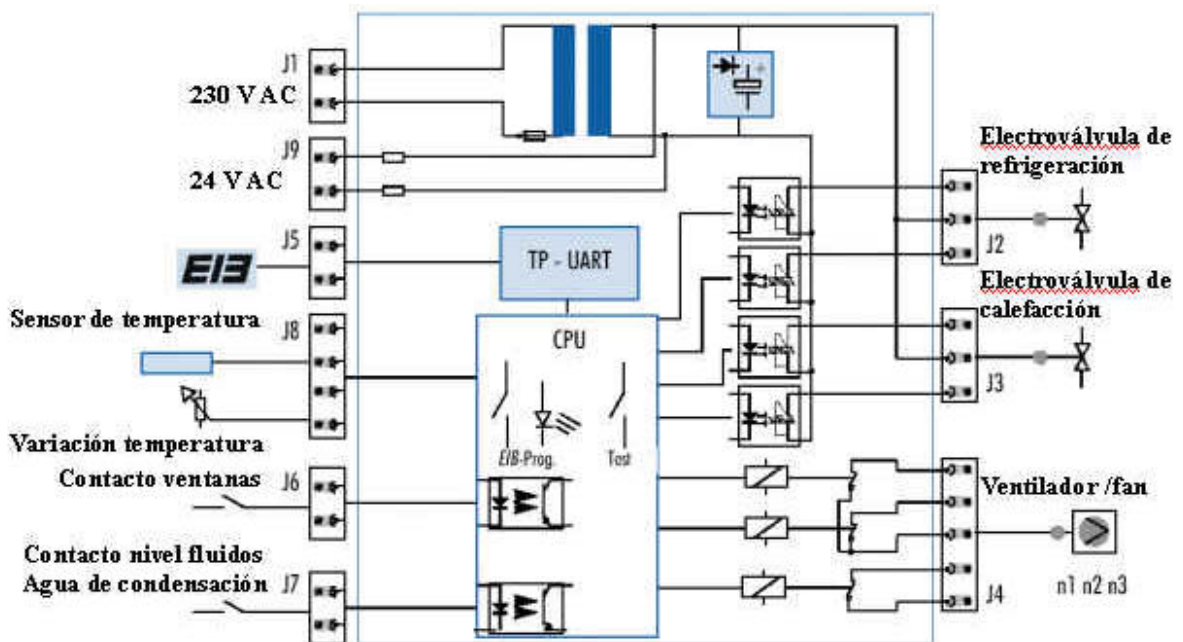 J1
230 VAC
J9
24 VAC
J5
EIB
TP - UART
Sensor de temperatura
J8
CPU
EIB-Prog.
Test
Variación temperatura
Contacto ventanas
J6
Contacto nivel fluidos
Agua de condensación
J7
+
Electroválvula de
refrigeración
J2
Electroválvula de
calefacción
J3
Ventilador /fan
J4
n1 n2 n3